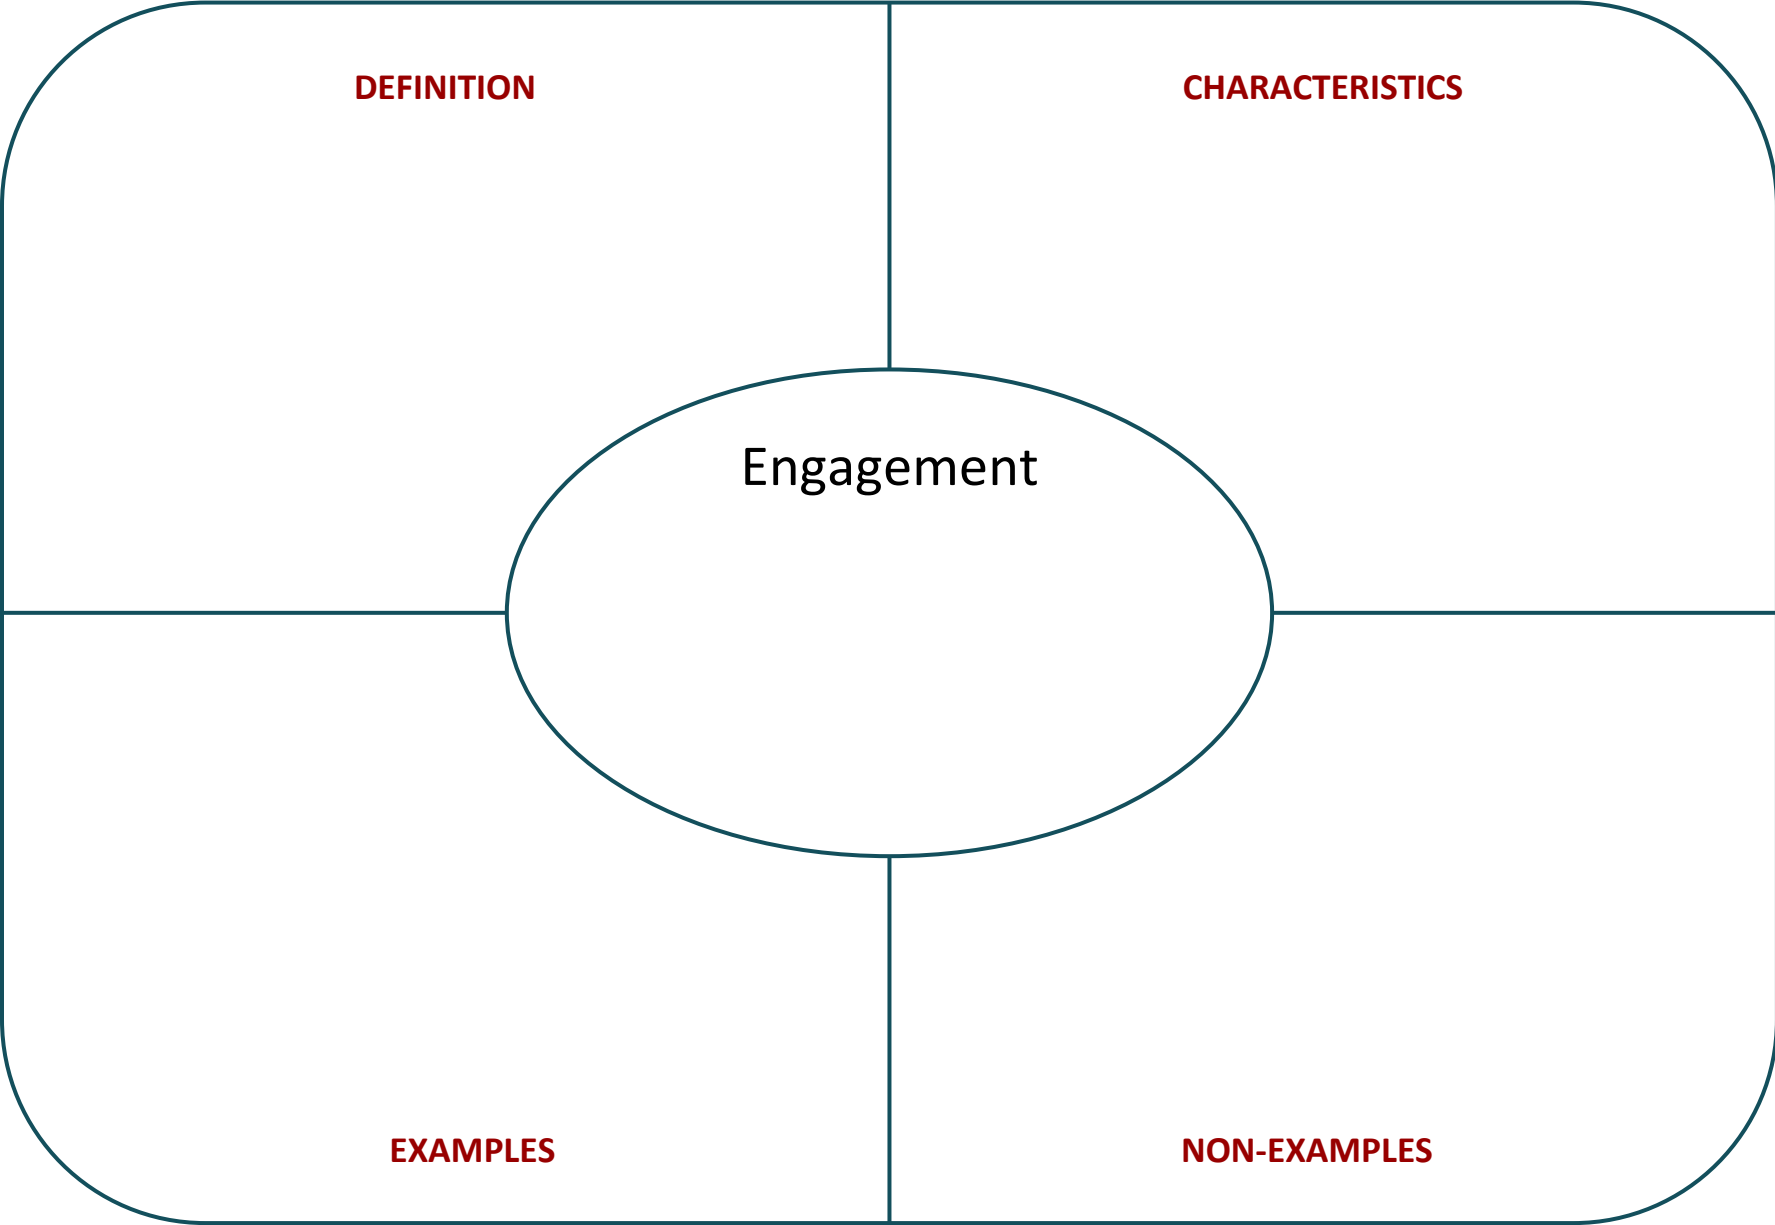 DEFINITION
CHARACTERISTICS
Engagement
EXAMPLES
NON-EXAMPLES